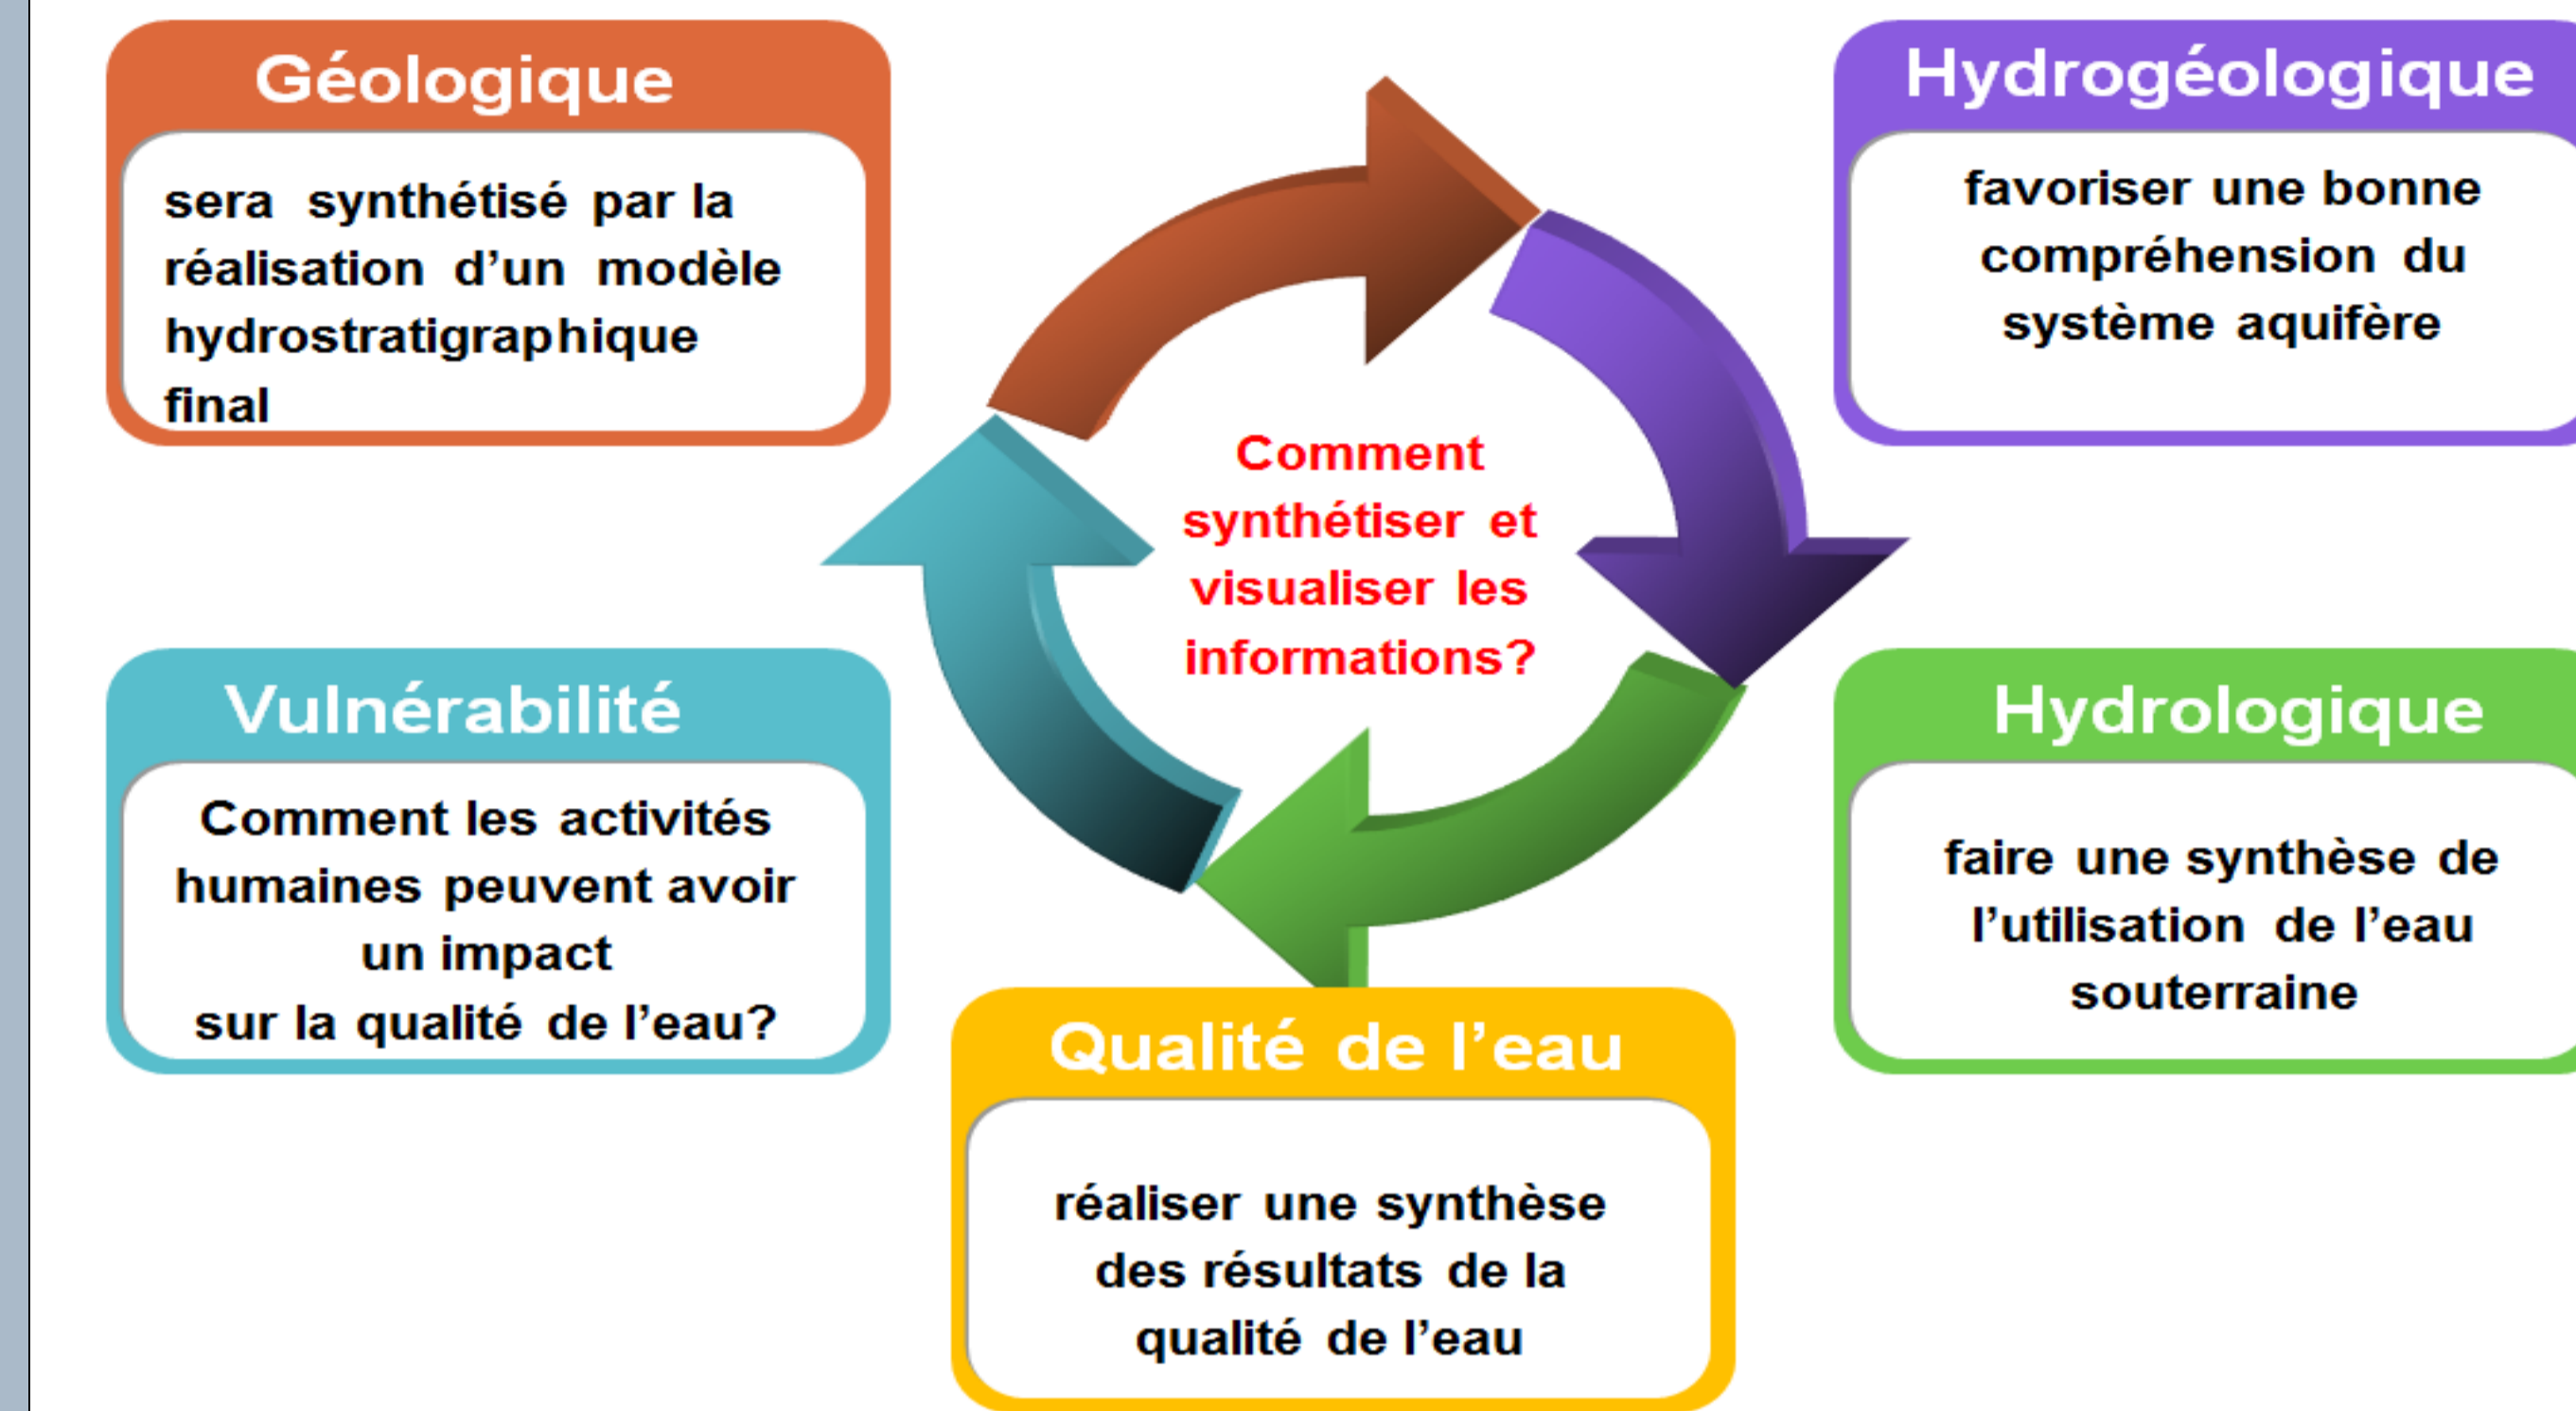 Géologique
sera synthétisé par la
réalisation d’un modèle
hydrostratigraphique
final
Hydrogéologique
favoriser une bonne
compréhension du
système aquifère
Comment
synthétiser et
visualiser les
informations?
Vulnérabilité
Comment les activités
humaines peuvent avoir
un impact
sur la qualité de l’eau?
Hydrologique
faire une synthèse de
l’utilisation de l’eau
souterraine
Qualité de l’eau
réaliser une synthèse
des résultats de la
qualité de l’eau